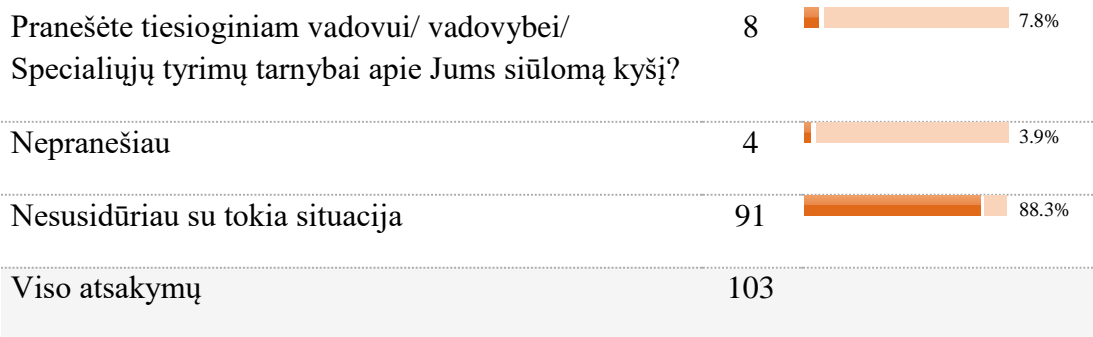 Pranešėte tiesioginiam vadovui/ vadovybei/ 8 7.8%
Specialiųjų tyrimų tarnybai apie Jums siūlomą kyšį?
Nepranešiau 4 3.9%
Nesusidūriau su tokia situacija 91 88.3%
Viso atsakymų 103